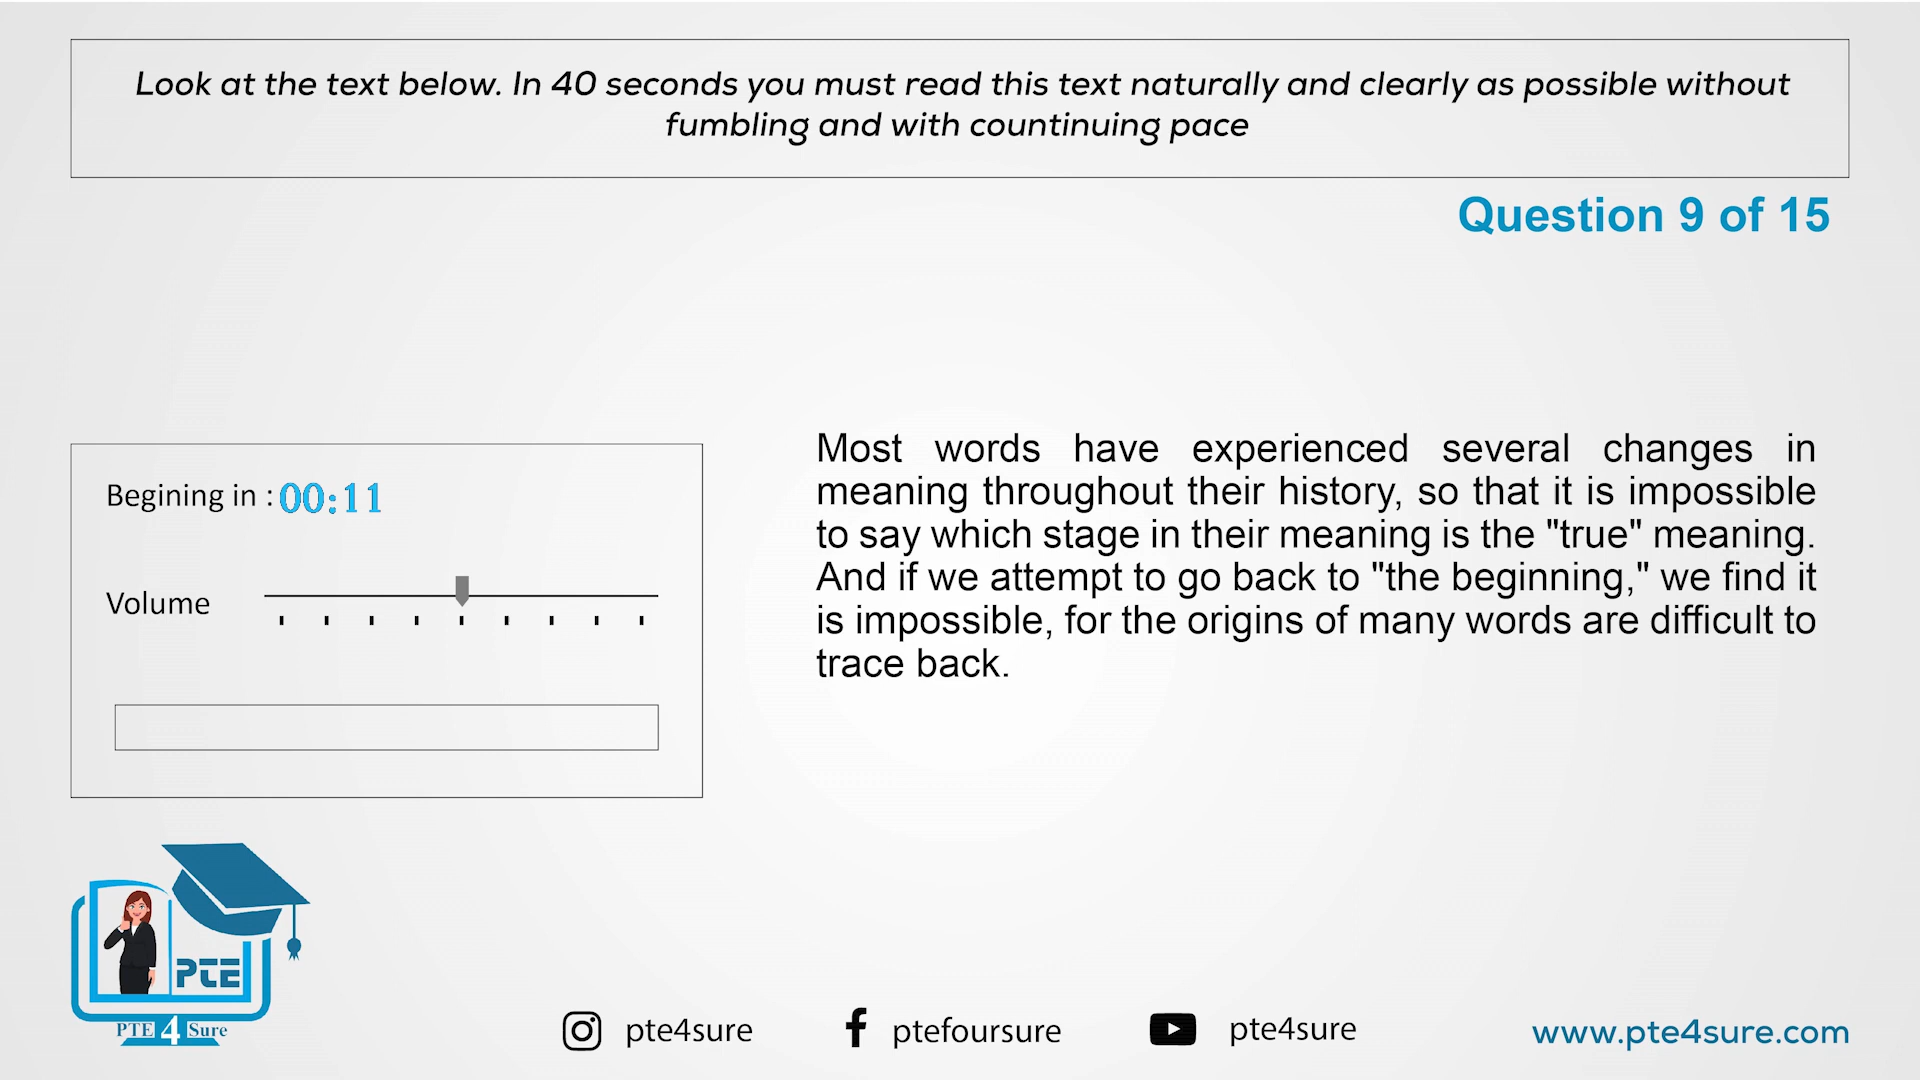 Look at the text below. In 40 seconds you must read this text naturally and clearly as possible without
fumbling and with countinuing pace
Question 9 of 15
Begining in : 00:11
Volume
Most words have experienced several changes in
meaning throughout their history, so that it is impossible
to say which stage in their meaning is the "true" meaning.
And if we attempt to go back to "the beginning," we find it
is impossible, for the origins of many words are difficult to
trace back.
PTE
PTE 4 Sure
pte4sure
ptefoursure
pte4sure
www.pte4sure.com